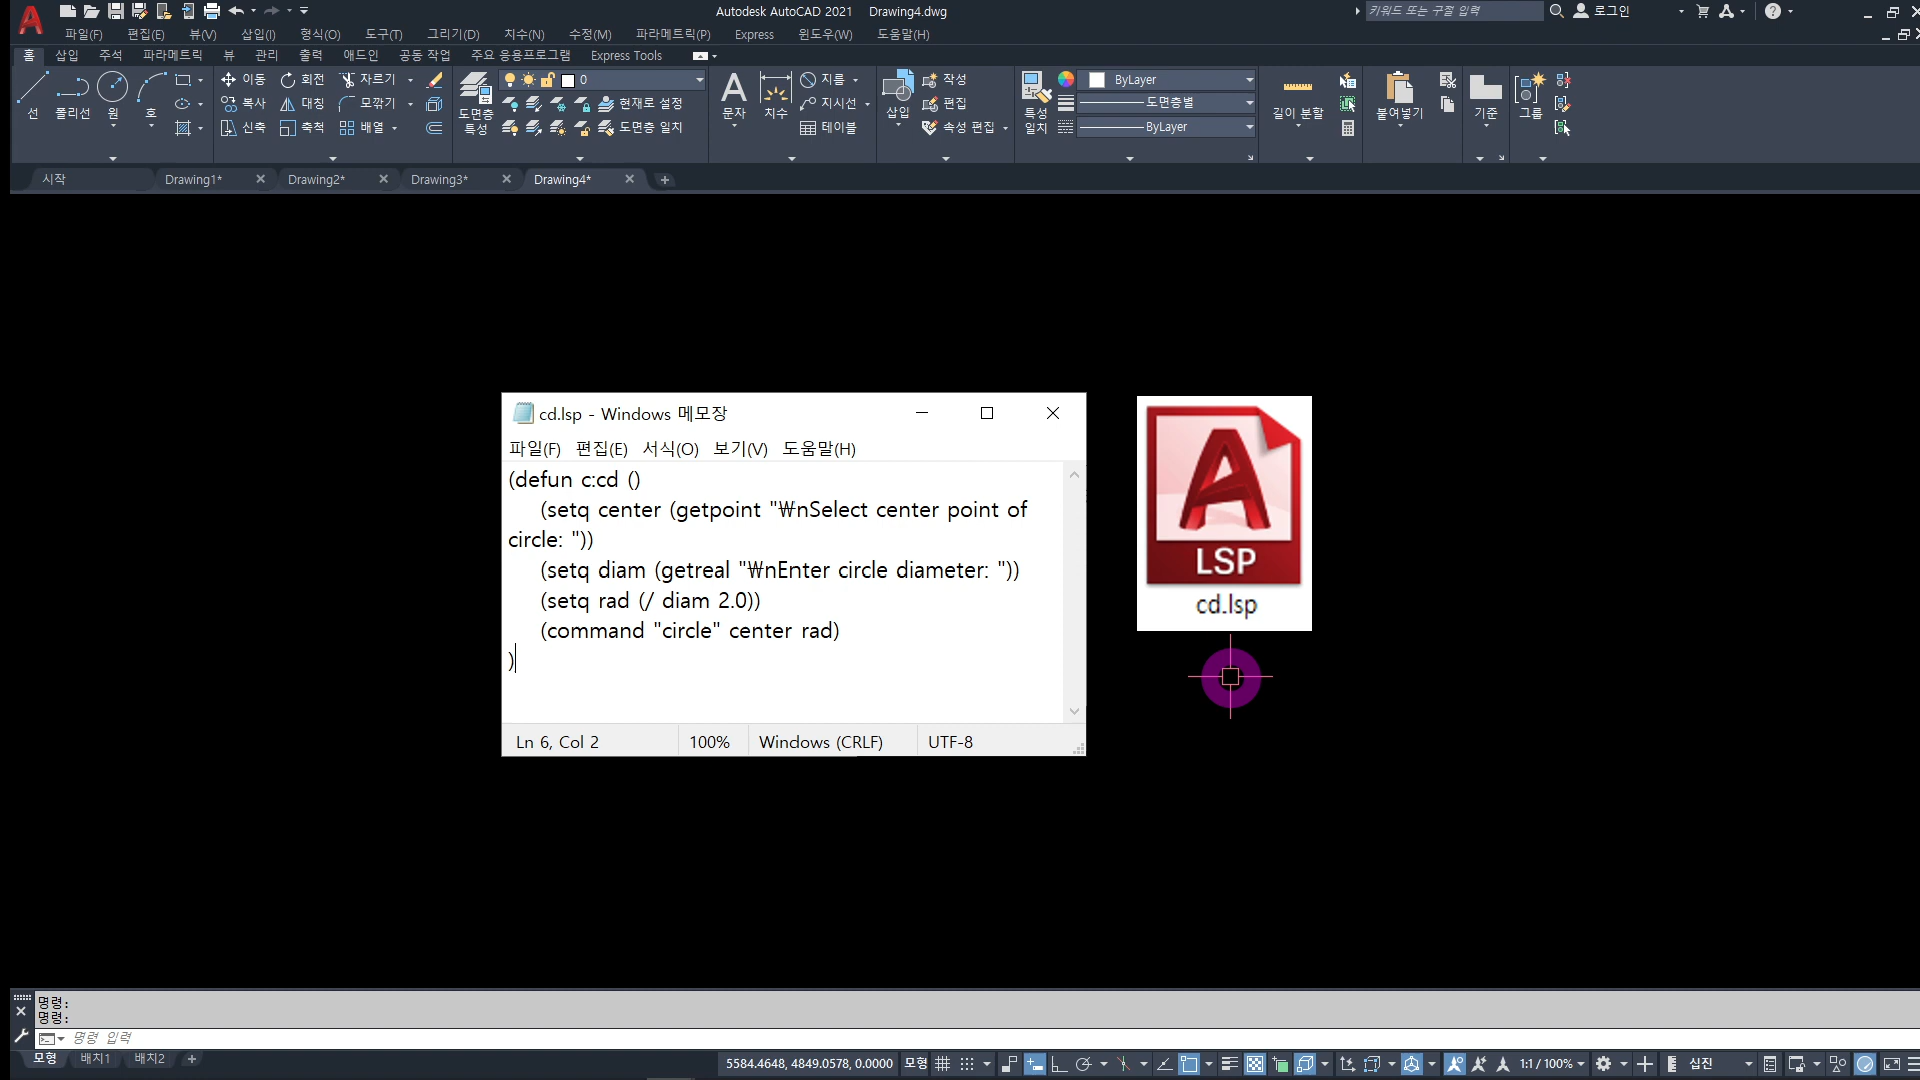 Autodesk AutoCAD 2021 Drawing4.dwg
키워드 또는 구절 입력
로그인
파일(F) 편집(E) 뷰(V) 삽입(I) 형식(O) 도구(T) 그리기(D) 치수(N) 수정(M) 파라메트릭(P) Express 윈도우(W) 도움말(H)
홈 삽입 주석 파라메트릭 뷰 관리 출력 애드인 공동 작업 주요 응용프로그램 Express Tools
선 폴리선 원 호
이동 회전 자르기
복사 대칭 모깎기
신축 축척 배열
도면층 특성
0
현재로 설정
도면층 일치
문자 치수
지름
지시선
테이블
삽입
작성
편집
속성 편집
특성 일치
ByLayer
도면층별
ByLayer
길이 분할
붙여넣기
기준
그룹
시작 Drawing1* Drawing2* Drawing3* Drawing4*
cd.lsp - Windows 메모장
파일(F) 편집(E) 서식(O) 보기(V) 도움말(H)
(defun c:cd ()
(setq center (getpoint "₩nSelect center point of
circle: "))
(setq diam (getreal "₩nEnter circle diameter: "))
(setq rad (/ diam 2.0))
(command "circle" center rad)
)
Ln 6, Col 2 100% Windows (CRLF) UTF-8
LSP
cd.lsp
명령:
명령:
명령 입력
모형 배치1 배치2
5584.4648, 4849.0578, 0.0000 모형 1:1 / 100% 십진